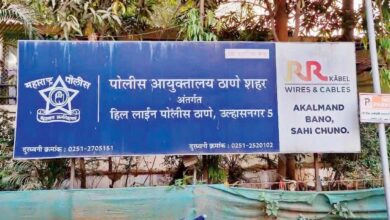 महाराष्ट्र पोलीस
पोलीस आयुक्तालय ठाणे शहर
अंतर्गत
हिल लाईन पोलीस ठाणे, उल्हासनगर 5
दुरध्वनी क्रमांक : 0251-2705151
दुरध्वनी क्रमांक : 0251-2520102
RR KABEL
WIRES & CABLES
AKALMAND
BANO,
SAHI CHUNO.